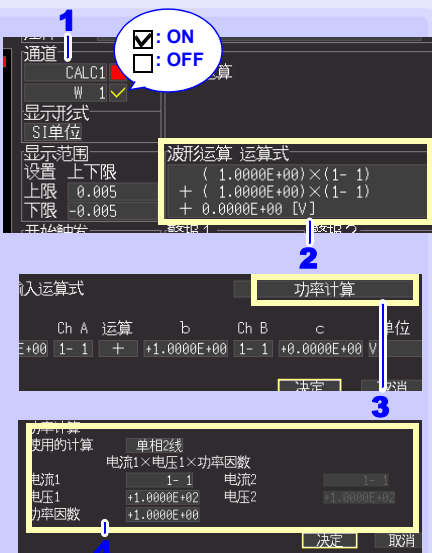 1
: ON
: OFF
通道
CALC1
W 1
运算
显示形式
SI单位
显示范围
设置 上下限
上限 0.005
下限 -0.005
波形运算 运算式
( 1.0000E+00)×(1- 1)
+ ( 1.0000E+00)×(1- 1)
+ 0.0000E+00 [V]
开始触发 警报1 警报2
2
输入运算式 功率计算
Ch A 运算 b Ch B c 单位
E+00 1- 1 + +1.0000E+00 1- 1 +0.0000E+00 V
决定 取消
3
功率计算
使用的计算 单相2线
电流1×电压1×功率因数
电流1 1- 1 电流2 1- 1
电压1 +1.0000E+02 电压2 +1.0000E+02
功率因数 +1.0000E+00
决定 取消
4